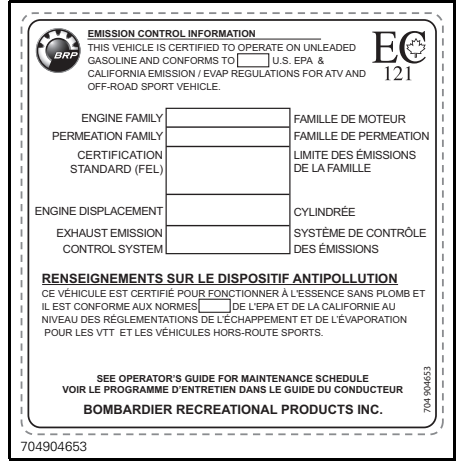 EMISSION CONTROL INFORMATION
THIS VEHICLE IS CERTIFIED TO OPERATE ON UNLEADED
GASOLINE AND CONFORMS TO U.S. EPA &
CALIFORNIA EMISSION / EVAP REGULATIONS FOR ATV AND
OFF-ROAD SPORT VEHICLE.
BRP
EC
121
ENGINE FAMILY FAMILLE DE MOTEUR
PERMEATION FAMILY FAMILLE DE PERMEATION
CERTIFICATION LIMITE DES ÉMISSIONS
STANDARD (FEL) DE LA FAMILLE
ENGINE DISPLACEMENT CYLINDRÉE
EXHAUST EMISSION SYSTÈME DE CONTRÔLE
CONTROL SYSTEM DES ÉMISSIONS
RENSEIGNEMENTS SUR LE DISPOSITIF ANTIPOLLUTION
CE VÉHICULE EST CERTIFIÉ POUR FONCTIONNER À L'ESSENCE SANS PLOMB ET
IL EST CONFORME AUX NORMES DE L'EPA ET DE LA CALIFORNIE AU
NIVEAU DES RÉGLEMENTATIONS DE L'ÉCHAPPEMENT ET DE L'ÉVAPORATION
POUR LES VTT ET LES VÉHICULES HORS-ROUTE SPORTS.
SEE OPERATOR'S GUIDE FOR MAINTENANCE SCHEDULE
VOIR LE PROGRAMME D'ENTRETIEN DANS LE GUIDE DU CONDUCTEUR
BOMBARDIER RECREATIONAL PRODUCTS INC.
704 904653
704904653